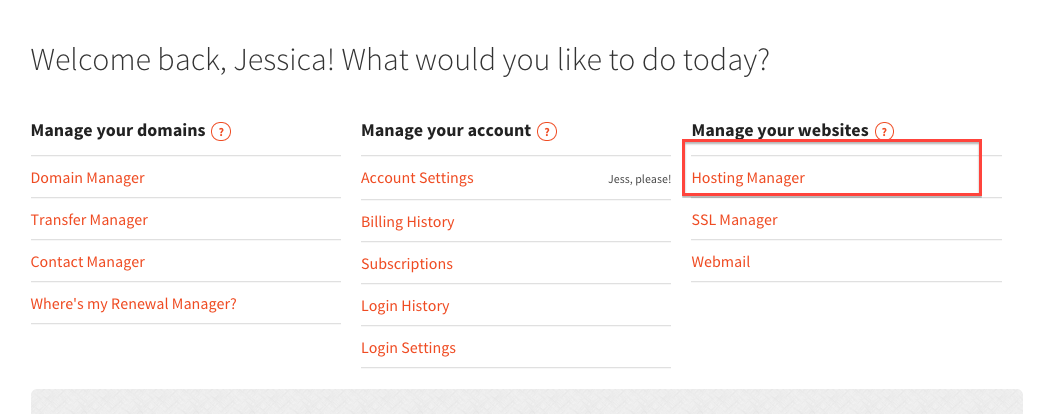 Welcome back, Jessica! What would you like to do today?
Manage your domains ?
Domain Manager
Transfer Manager
Contact Manager
Where's my Renewal Manager?
Manage your account ?
Account Settings Jess, please!
Billing History
Subscriptions
Login History
Login Settings
Manage your websites ?
Hosting Manager
SSL Manager
Webmail